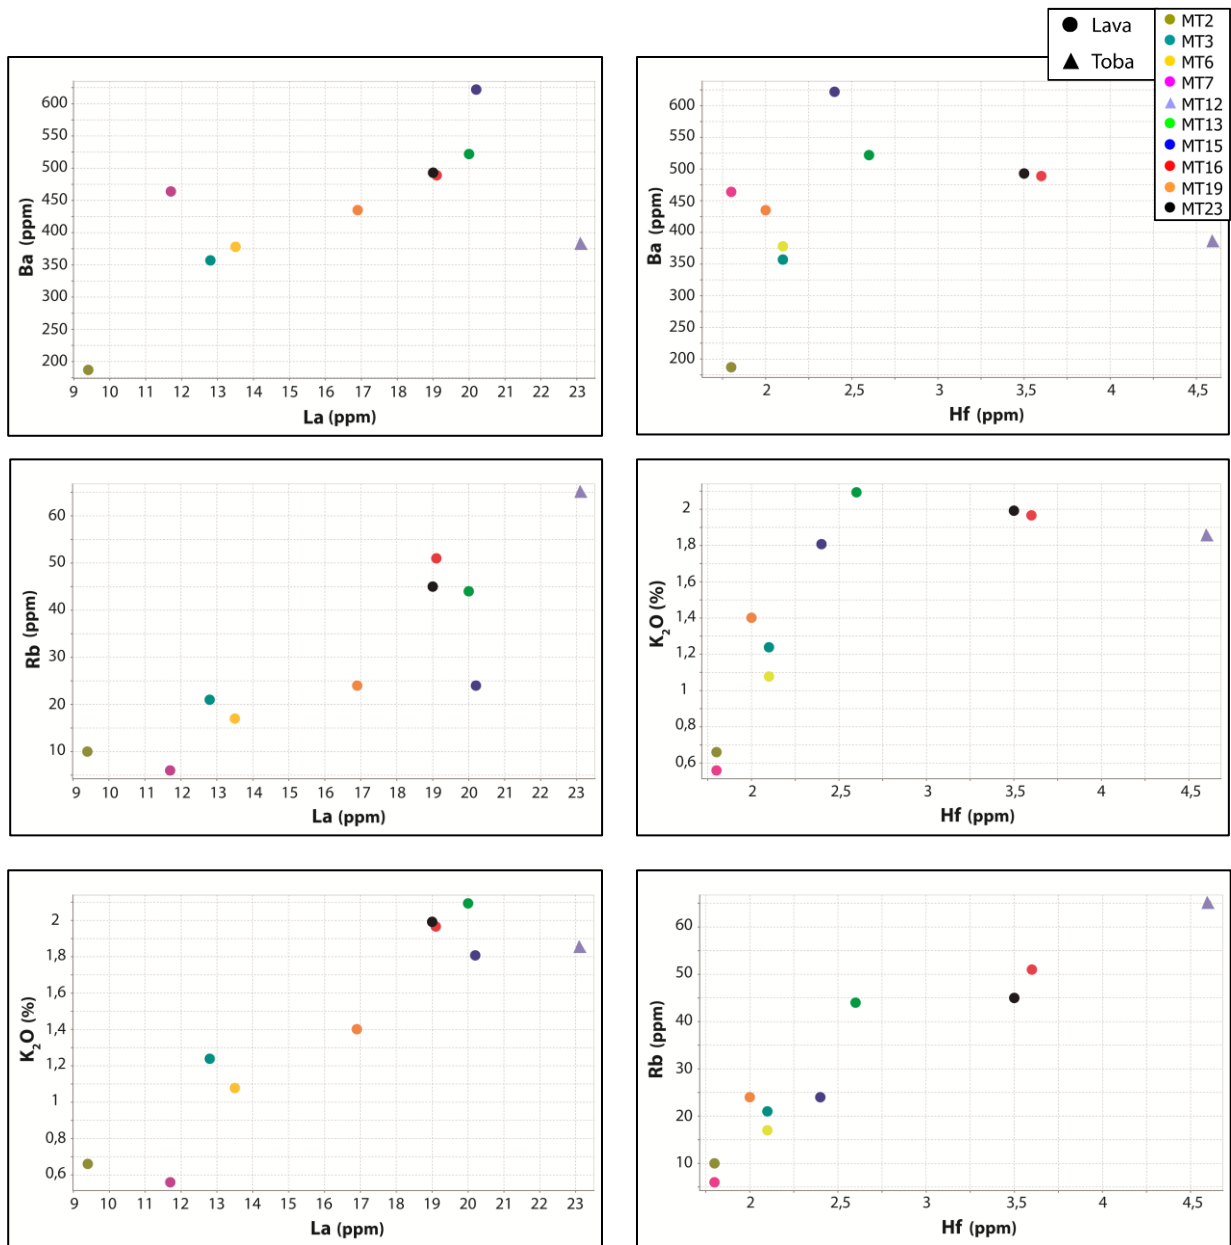 Lava
Toba
MT2
MT3
MT6
MT7
MT12
MT13
MT15
MT16
MT19
MT23
600
550
500
450
400
350
300
250
200
Ba (ppm)
9 10 11 12 13 14 15 16 17 18 19 20 21 22 23
La (ppm)
600
550
500
450
400
350
300
250
200
Ba (ppm)
2 2,5 3 3,5 4 4,5
Hf (ppm)
60
50
40
30
20
10
Rb (ppm)
9 10 11 12 13 14 15 16 17 18 19 20 21 22 23
La (ppm)
2
1,8
1,6
1,4
1,2
1
0,8
0,6
K₂O (%)
2 2,5 3 3,5 4 4,5
Hf (ppm)
2
1,8
1,6
1,4
1,2
1
0,8
0,6
K₂O (%)
9 10 11 12 13 14 15 16 17 18 19 20 21 22 23
La (ppm)
60
50
40
30
20
10
Rb (ppm)
2 2,5 3 3,5 4 4,5
Hf (ppm)